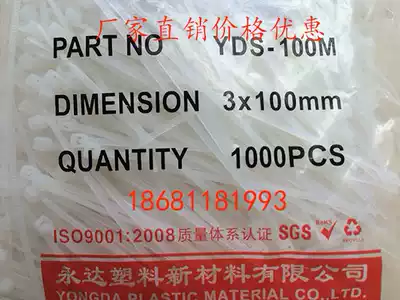 厂家直销价格优惠
PART NO YDS-100M
DIMENSION 3x100mm
QUANTITY 1000PCS
18681181993
ISO9001:2008质量体系认证 SGS RoHS
永达塑料新材料有限公司
YONGDA PLASTIC MATERIAL CO.,LTD